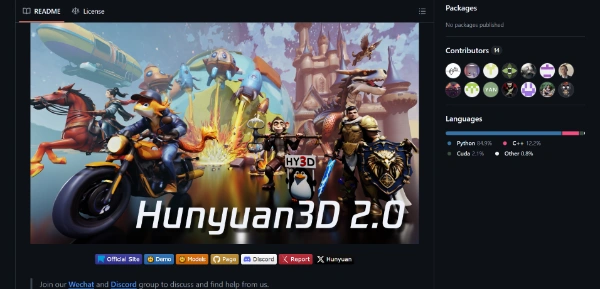 README License
HY3D
Hunyuan3D 2.0
Official Site Demo Models Page Discord Report Hunyuan
Join our Wechat and Discord group to discuss and find help from us.
Packages
No packages published
Contributors 14
Languages
Python 84.9% C++ 12.2%
Cuda 2.1% Other 0.8%